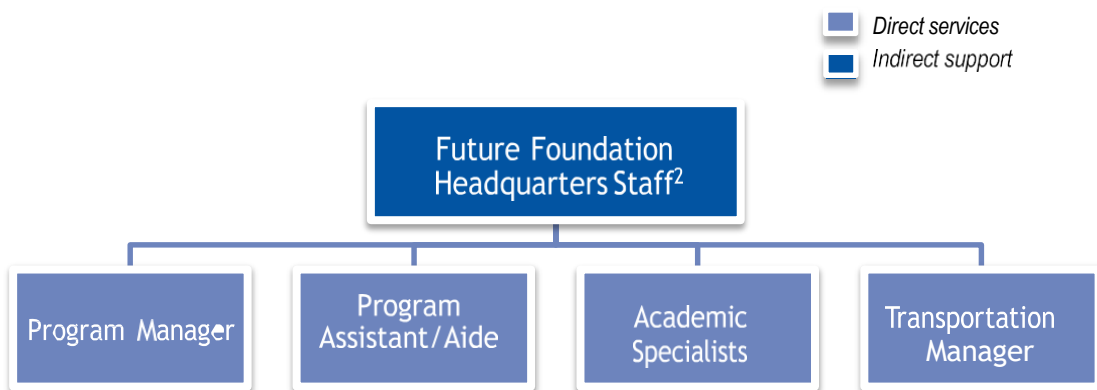 Direct services
Indirect support
Future Foundation
Headquarters Staff2
Program Manager
Program
Assistant/Aide
Academic
Specialists
Transportation
Manager